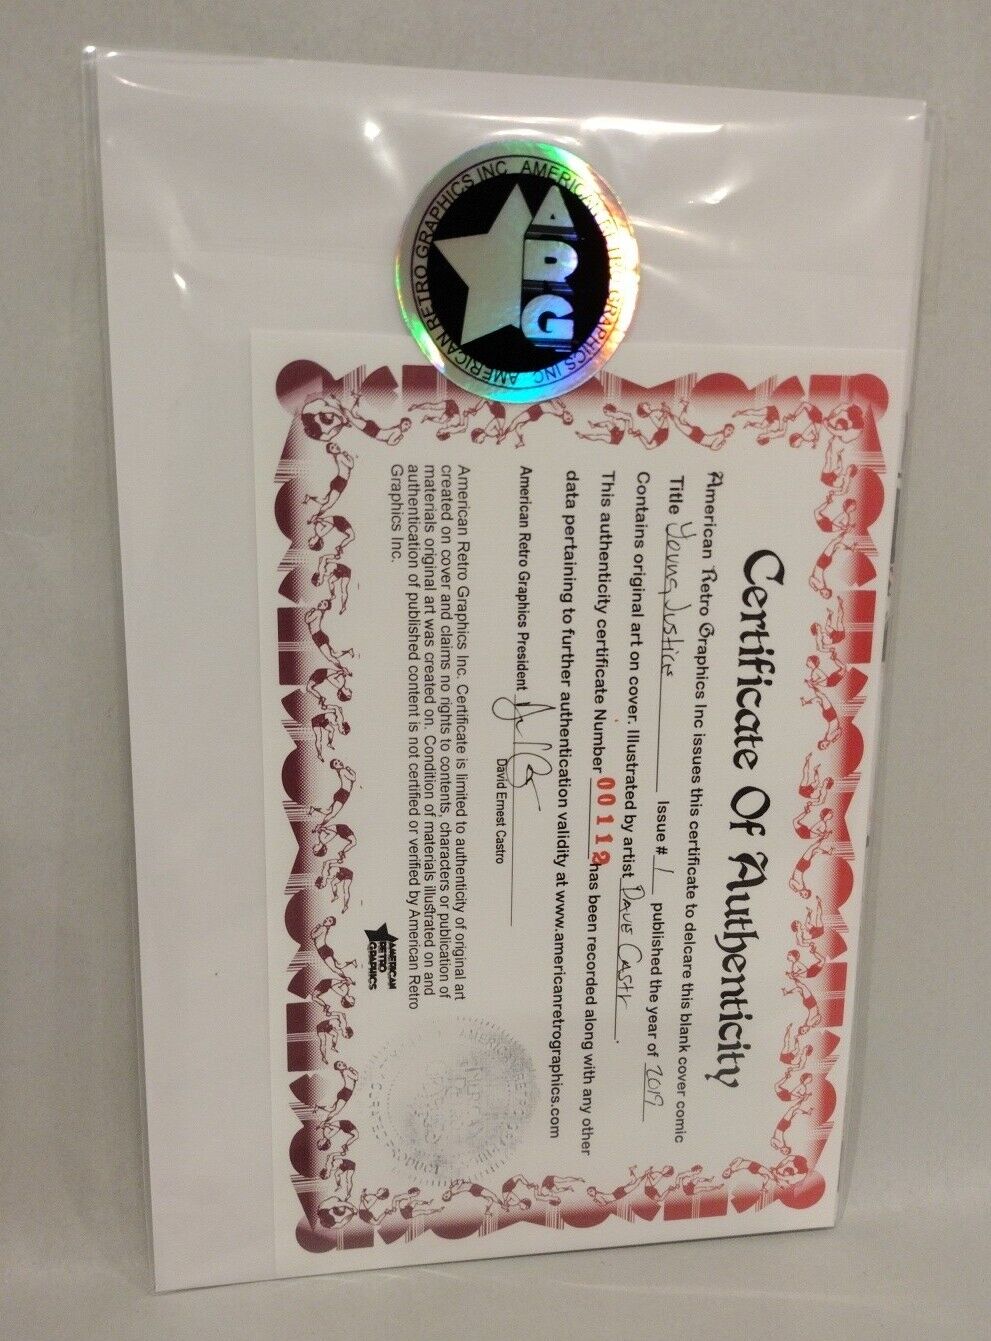 AMERICAN RETRO GRAPHICS INC. AMERICAN RETRO GRAPHICS INC.
ARG
Certificate Of Authenticity
American Retro Graphics Inc issues this certificate to delcare this blank cover comic
Title Young Justice Issue # 1 published the year of 2019
Contains original art on cover. Illustrated by artist Dave Castr.
This authenticity certificate Number 00112 has been recorded along with any other
data pertaining to further authentication validity at www.americanretrographics.com
American Retro Graphics President
David Ernest Castro
American Retro Graphics Inc. Certificate is limited to authenticity of original art
created on cover and claims no rights to contents, characters or publication of
materials original art was created on. Condition of materials illustrated on and
authentication of published content is not certified or verified by American Retro
Graphics Inc.
AMERICAN
RETRO
GRAPHICS